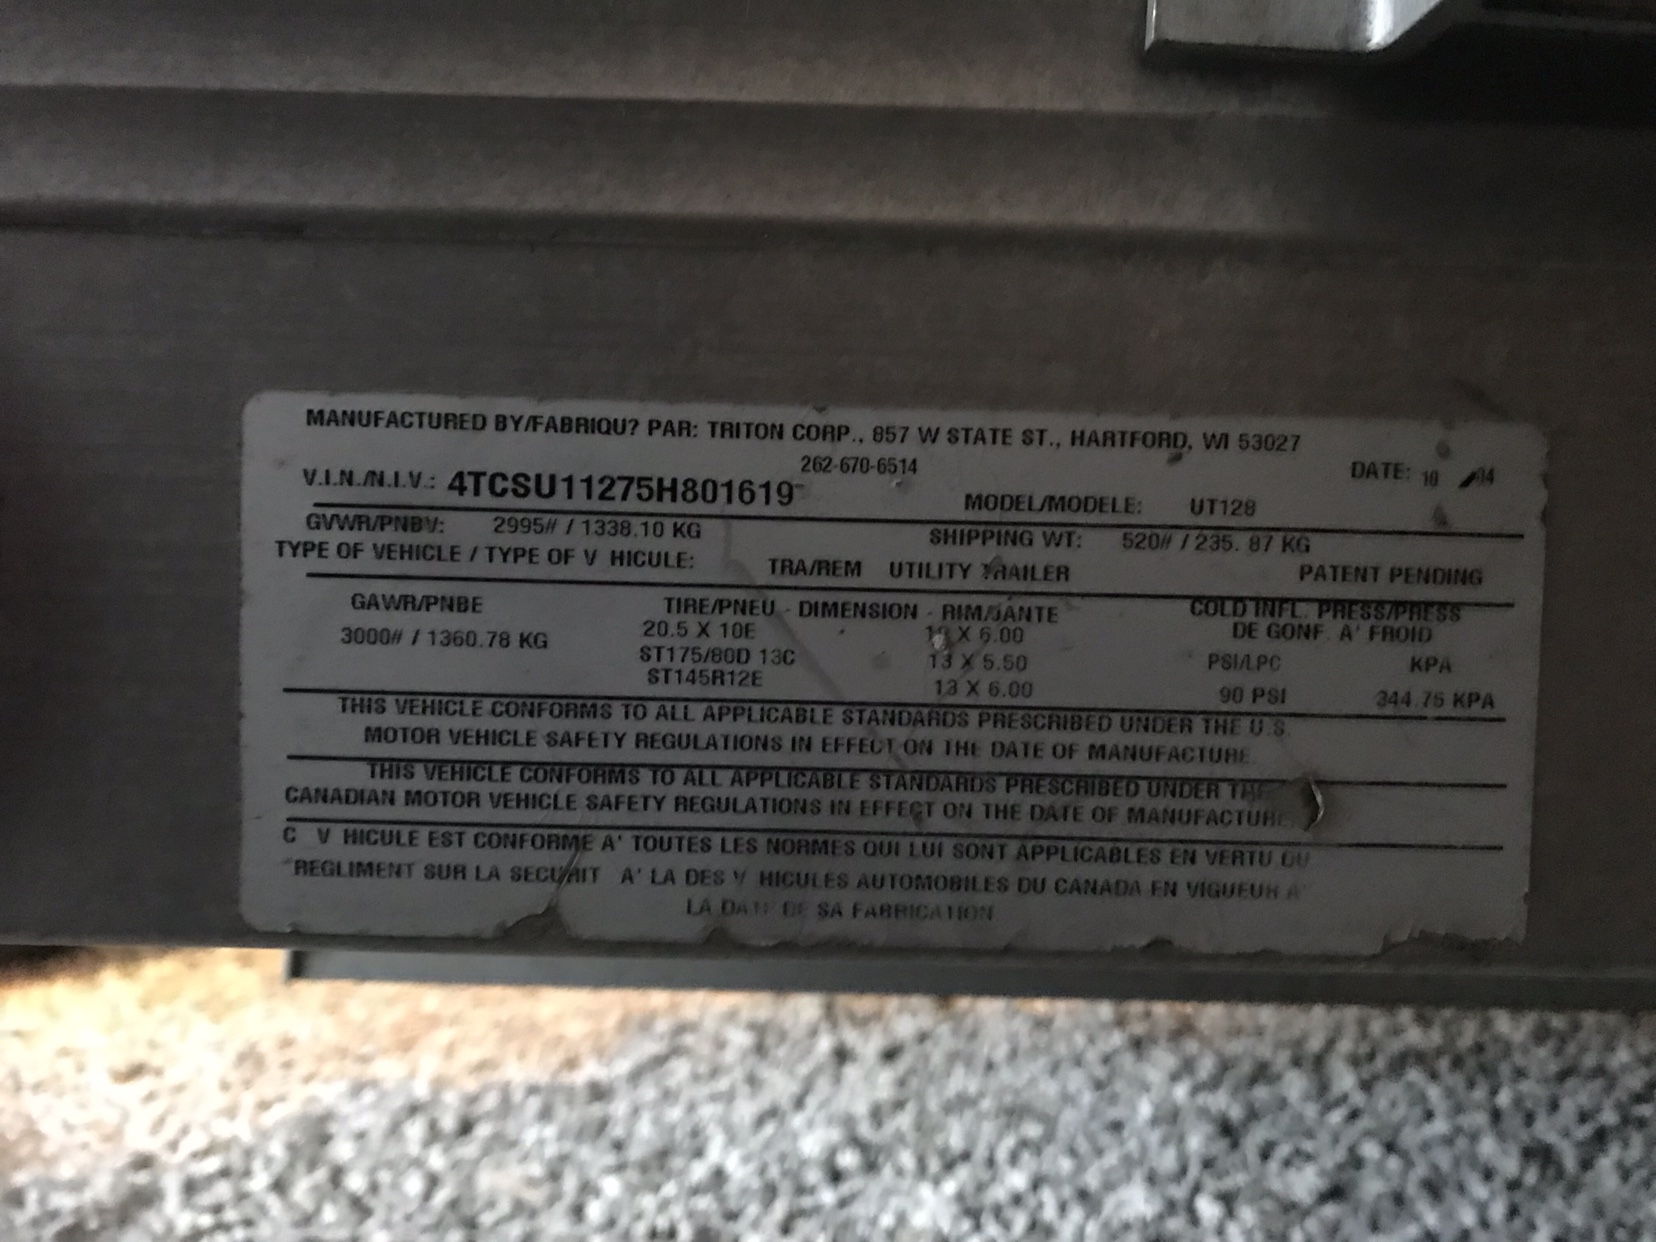 MANUFACTURED BY/FABRIQU? PAR: TRITON CORP., 857 W STATE ST., HARTFORD, WI 53027
262-670-6514
DATE: 10 /04
V.I.N./N.I.V.: 4TCSU11275H801619
MODEL/MODELE: UT128
GVWR/PNBV: 2995# / 1338.10 KG SHIPPING WT: 520# / 235. 87 KG
TYPE OF VEHICLE / TYPE OF V HICULE: TRA/REM UTILITY TRAILER PATENT PENDING
GAWR/PNBE TIRE/PNEU - DIMENSION - RIM/JANTE COLD INFL. PRESS/PRESS
DE GONF. A' FROID
3000# / 1360.78 KG 20.5 X 10E X 6.00
ST175/80D 13C 13 X 5.50 PSI/LPC KPA
ST145R12E 13 X 6.00 90 PSI 344.75 KPA
THIS VEHICLE CONFORMS TO ALL APPLICABLE STANDARDS PRESCRIBED UNDER THE U.S.
MOTOR VEHICLE SAFETY REGULATIONS IN EFFECT ON THE DATE OF MANUFACTURE
THIS VEHICLE CONFORMS TO ALL APPLICABLE STANDARDS PRESCRIBED UNDER THE
CANADIAN MOTOR VEHICLE SAFETY REGULATIONS IN EFFECT ON THE DATE OF MANUFACTURE
C V HICULE EST CONFORME A' TOUTES LES NORMES QUI LUI SONT APPLICABLES EN VERTU DU
REGLIMENT SUR LA SECURIT A' LA DES V HICULES AUTOMOBILES DU CANADA EN VIGUEUR A'
LA DATE DE SA FABRICATION